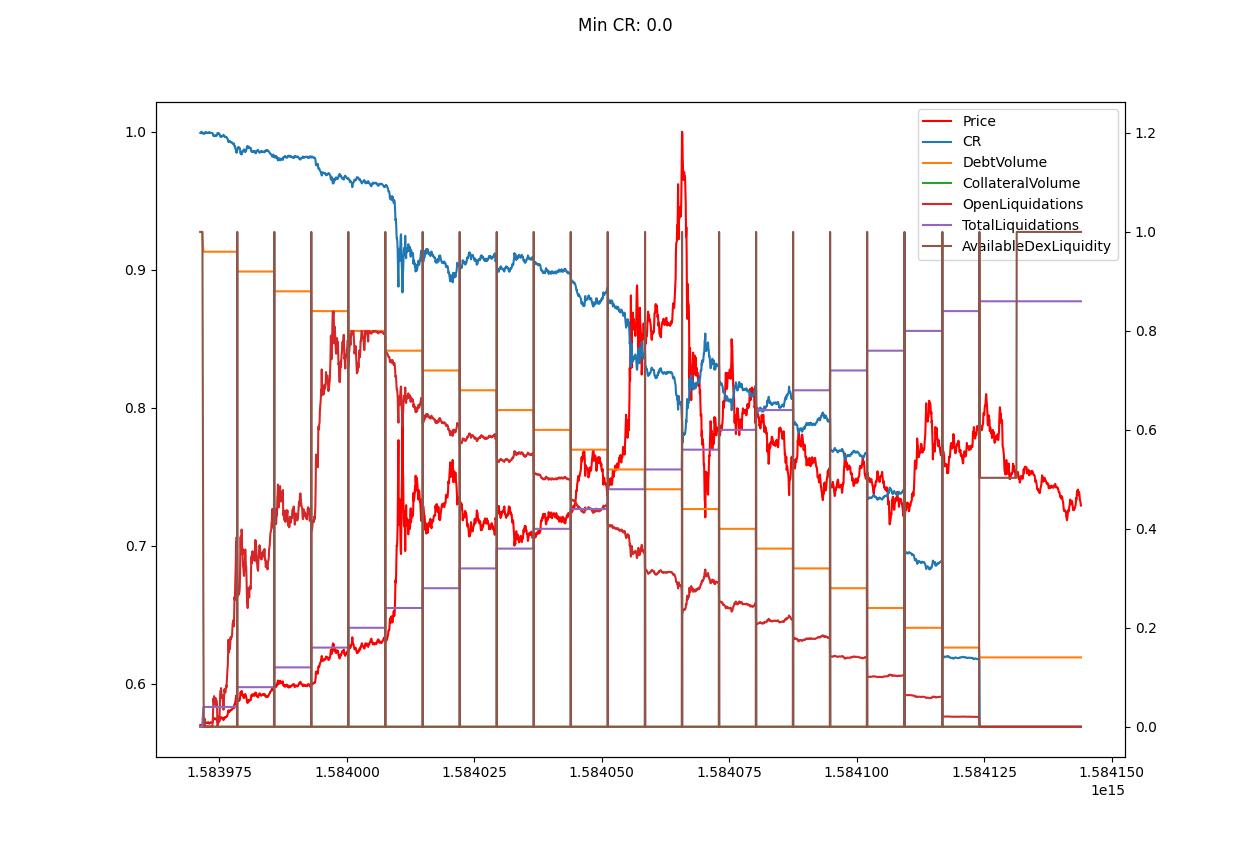 Min CR: 0.0
1.0
0.9
0.8
0.7
0.6
1.2
1.0
0.8
0.6
0.4
0.2
0.0
Price
CR
DebtVolume
CollateralVolume
OpenLiquidations
TotalLiquidations
AvailableDexLiquidity
1.583975 1.584000 1.584025 1.584050 1.584075 1.584100 1.584125 1.584150
1e15